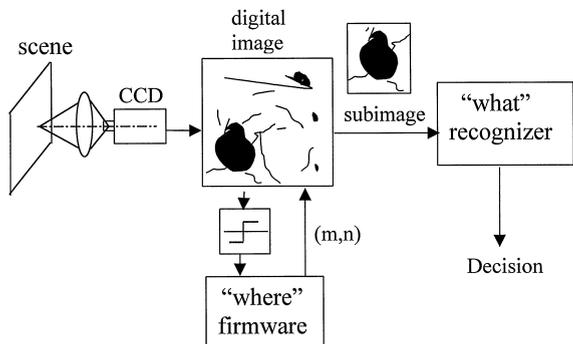 scene
CCD
digital
image
subimage
“what”
recognizer
Decision
(m,n)
“where”
firmware